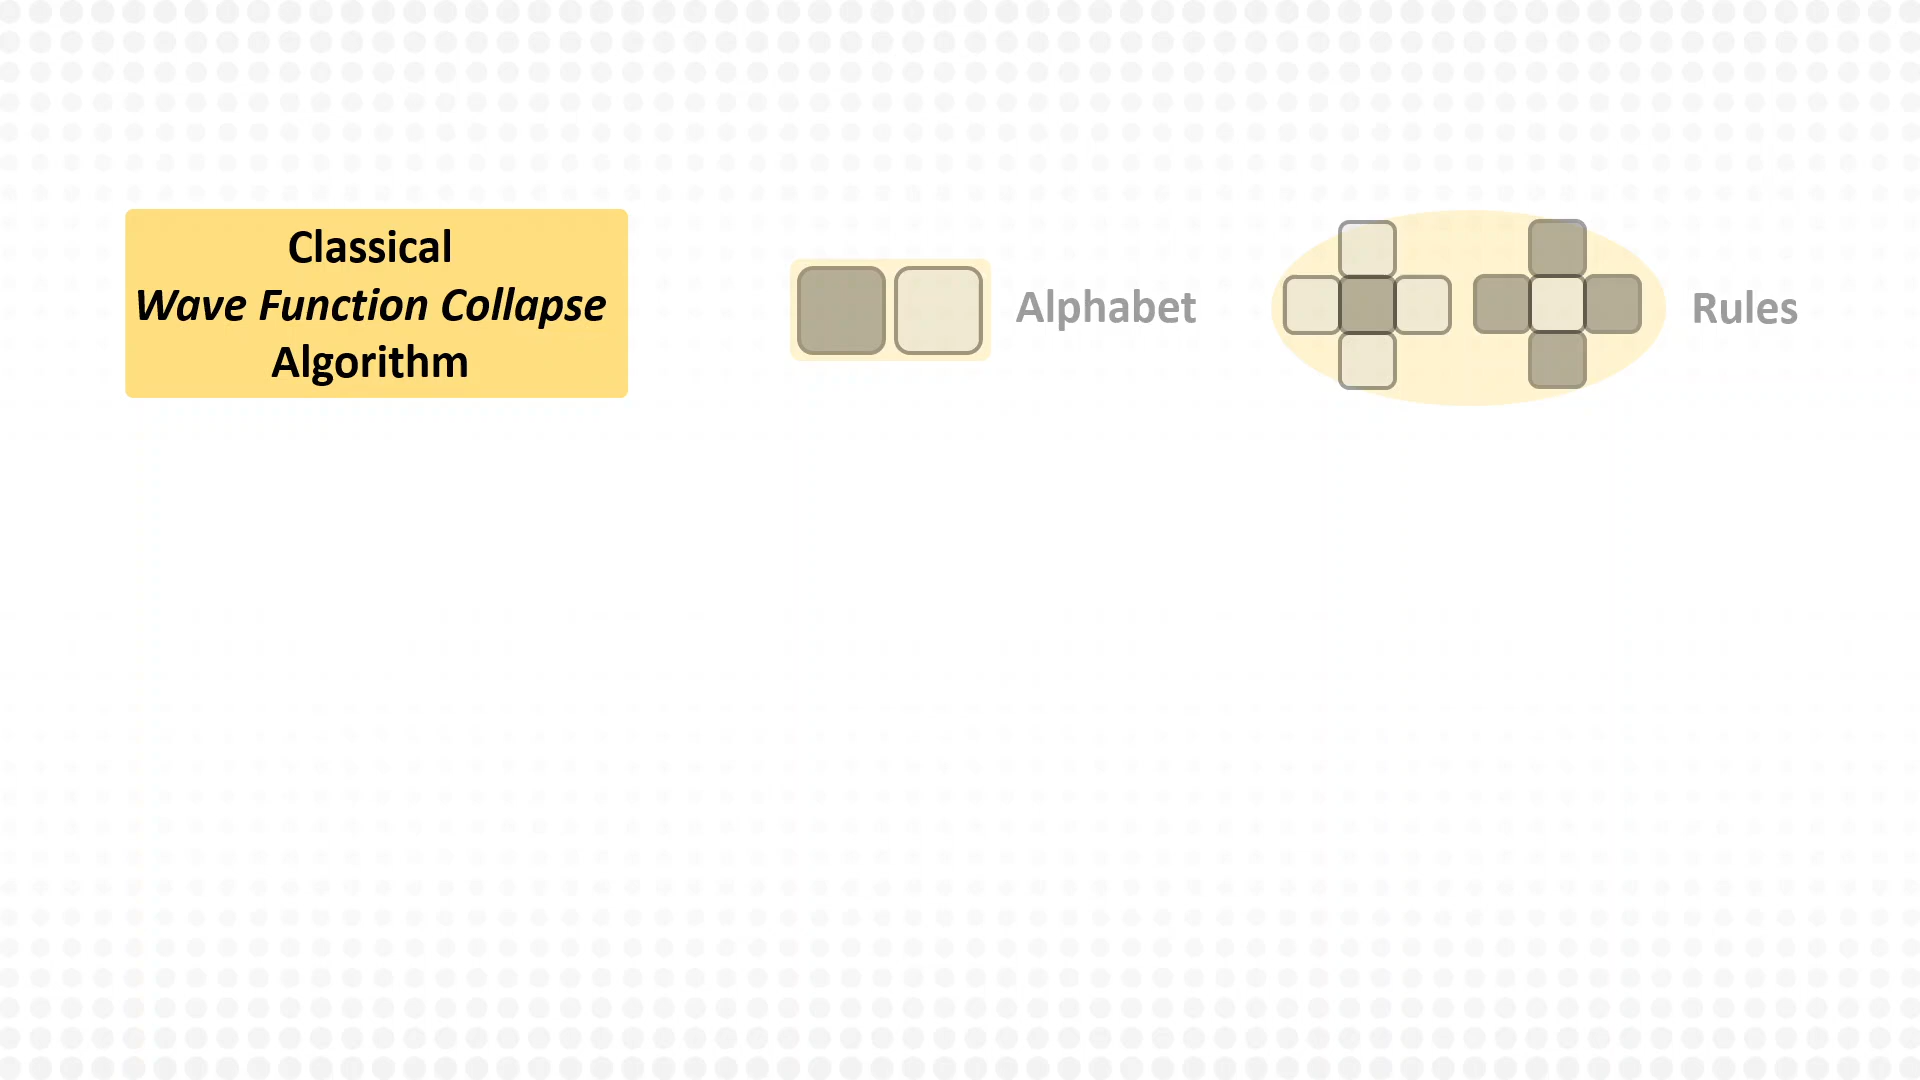 Classical
Wave Function Collapse
Algorithm
Alphabet
Rules